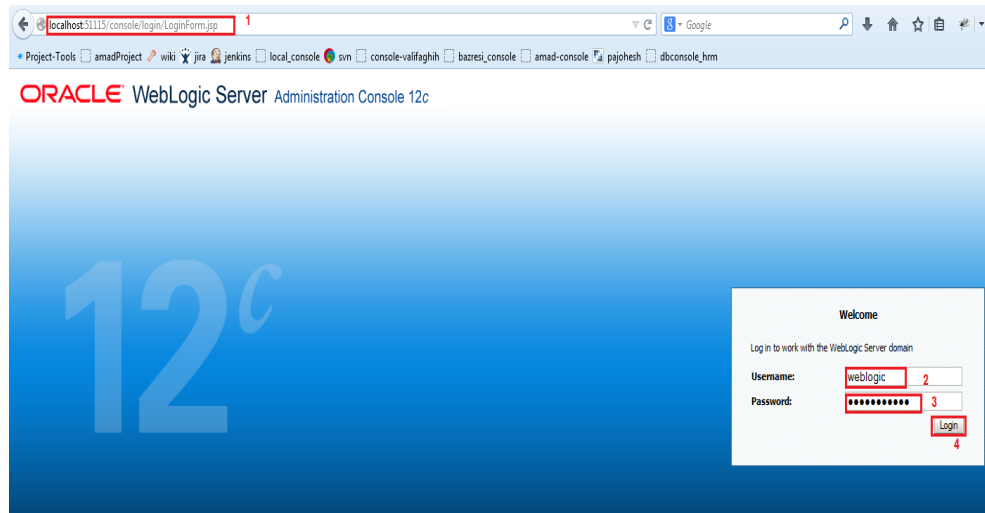 localhost:51115/console/login/LoginForm.jsp 1 8 Google
Project-Tools amadProject wiki jira jenkins local_console svn console-valifaghih bazresi_console amad-console pajohesh dbconsole_hrm
ORACLE WebLogic Server Administration Console 12c
12c
Welcome
Log in to work with the WebLogic Server domain
Username: weblogic 2
Password: ●●●●●●●●●●● 3
Login
4